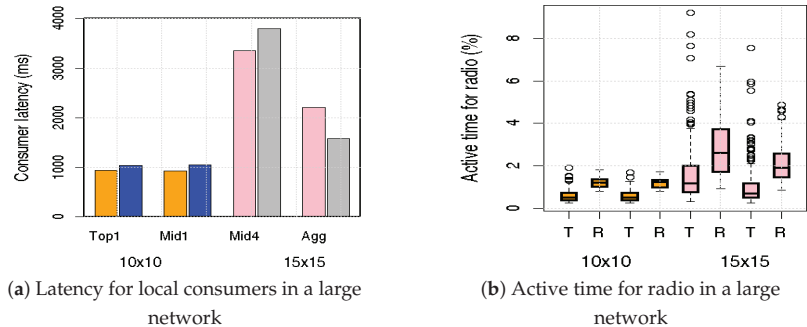 Consumer latency (ms)
0 1000 2000 3000 4000
Top1 Mid1 Mid4 Agg
10x10 15x15
(a) Latency for local consumers in a large
network
Active time for radio (%)
0 2 4 6 8
T R T R T R T R
10x10 15x15
(b) Active time for radio in a large
network